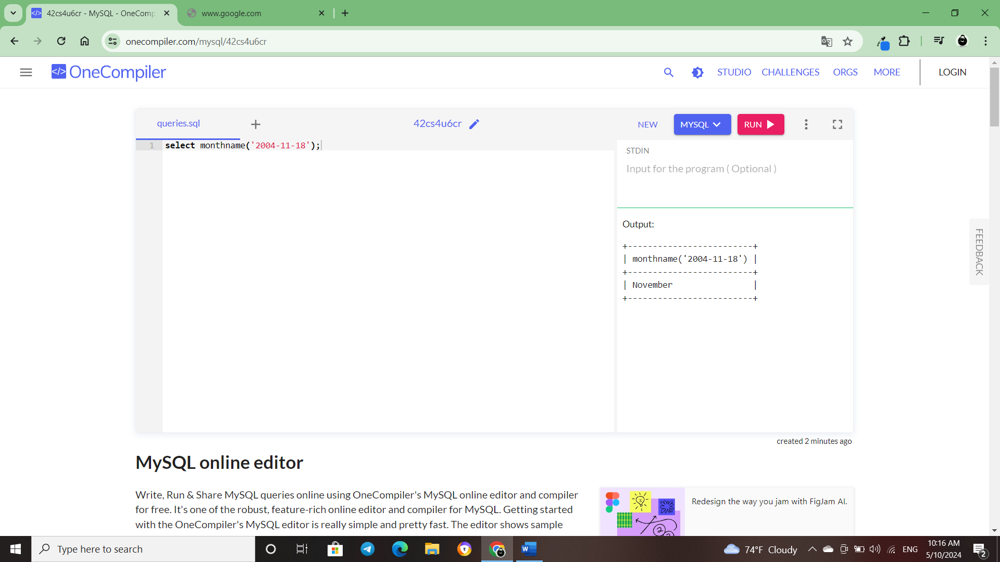 42cs4u6cr - MySQL - OneComp
www.google.com
onecompiler.com/mysql/42cs4u6cr
</> OneCompiler
STUDIO CHALLENGES ORGS MORE LOGIN
queries.sql
42cs4u6cr
NEW MYSQL RUN
1 select monthname('2004-11-18');
STDIN
Input for the program ( Optional )
Output:
+-------------------------+
| monthname('2004-11-18') |
+-------------------------+
| November                |
+-------------------------+
FEEDBACK
created 2 minutes ago
MySQL online editor
Write, Run & Share MySQL queries online using OneCompiler's MySQL online editor and compiler
for free. It's one of the robust, feature-rich online editor and compiler for MySQL. Getting started
with the OneCompiler's MySQL editor is really simple and pretty fast. The editor shows sample
Redesign the way you jam with FigJam AI.
Type here to search
74°F Cloudy
ENG
10:16 AM
5/10/2024
2